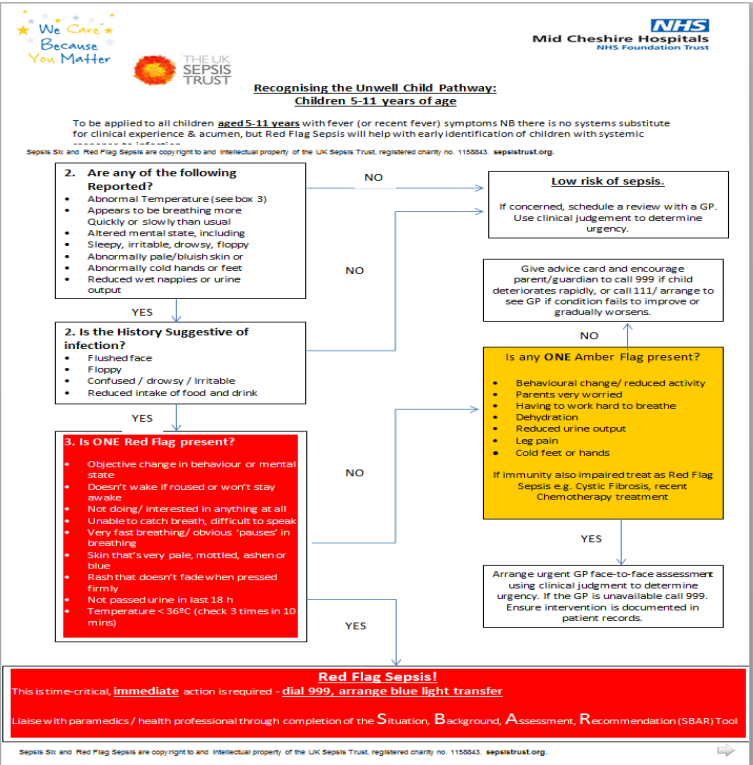 We Care
Because
You Matter
THE UK
SEPSIS
TRUST
NHS
Mid Cheshire Hospitals
NHS Foundation Trust
Recognising the Unwell Child Pathway:
Children 5-11 years of age
To be applied to all children aged 5-11 years with fever (or recent fever) symptoms NB there is no systems substitute
for clinical experience & acumen, but Red Flag Sepsis will help with early identification of children with systemic
Sepsis Six and Red Flag Sepsis are copyright to and intellectual property of the UK Sepsis Trust, registered charity no. 1158843. sepsistrust.org.
2. Are any of the following
Reported?
• Abnormal Temperature (see box 3)
• Appears to be breathing more
Quickly or slowly than usual
• Altered mental state, including
• Sleepy, irritable, drowsy, floppy
• Abnormally pale/bluish skin or
• Abnormally cold hands or feet
• Reduced wet nappies or urine
output
NO
Low risk of sepsis.
If concerned, schedule a review with a GP.
Use clinical judgement to determine
urgency.
NO
YES
Give advice card and encourage
parent/guardian to call 999 if child
deteriorates rapidly, or call 111/ arrange to
see GP if condition fails to improve or
gradually worsens.
2. Is the History Suggestive of
infection?
• Flushed face
• Floppy
• Confused / drowsy / Irritable
• Reduced intake of food and drink
NO
Is any ONE Amber Flag present?
• Behavioural change/ reduced activity
• Parents very worried
• Having to work hard to breathe
• Dehydration
• Reduced urine output
• Leg pain
• Cold feet or hands
If immunity also impaired treat as Red Flag
Sepsis e.g. Cystic Fibrosis, recent
Chemotherapy treatment
YES
3. Is ONE Red Flag present?
• Objective change in behaviour or mental
state
• Doesn't wake if roused or won't stay
awake
• Not doing/ interested in anything at all
• Unable to catch breath, difficult to speak
• Very fast breathing/ obvious 'pauses' in
breathing
• Skin that's very pale, mottled, ashen or
blue
• Rash that doesn't fade when pressed
firmly
• Not passed urine in last 18 h
• Temperature < 36ºC (check 3 times in 10
mins)
NO
YES
Arrange urgent GP face-to-face assessment
using clinical judgment to determine
urgency. If the GP is unavailable call 999.
Ensure intervention is documented in
patient records.
YES
Red Flag Sepsis!
This is time-critical, immediate action is required - dial 999, arrange blue light transfer
Liaise with paramedics / health professional through completion of the Situation, Background, Assessment, Recommendation (SBAR) Tool
Sepsis Six and Red Flag Sepsis are copyright to and intellectual property of the UK Sepsis Trust, registered charity no. 1158843. sepsistrust.org.